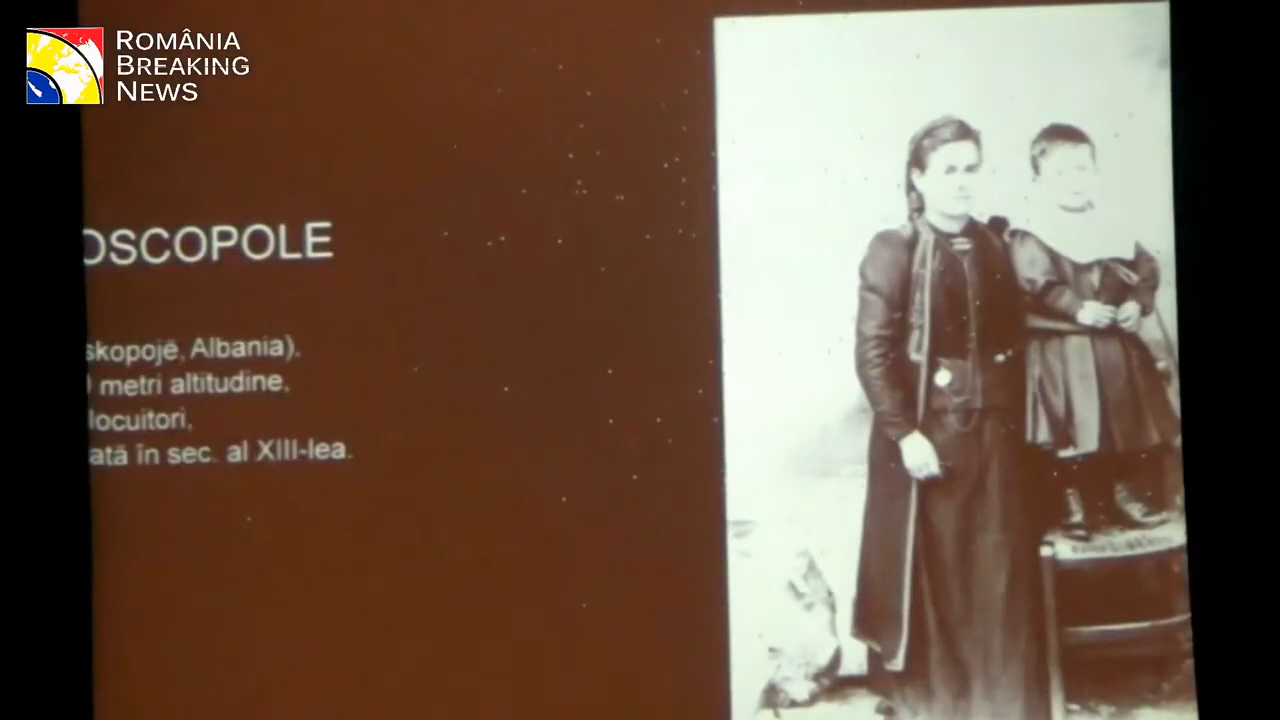 ROMÂNIA
BREAKING
NEWS
OSCOPOLE
skopojë, Albania),
metri altitudine,
locuitori,
ată în sec. al XIII-lea.